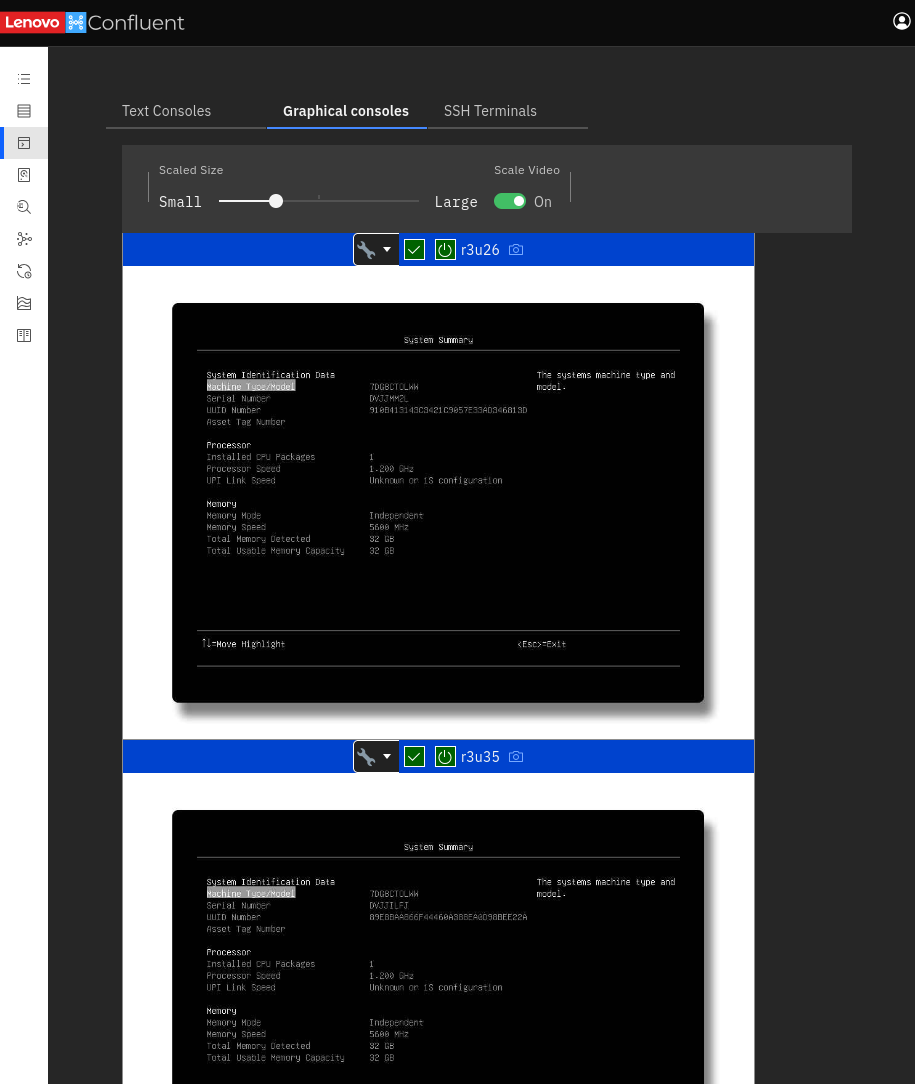 Lenovo Confluent
Text Consoles Graphical consoles SSH Terminals
Scaled Size Scale Video
Small Large On
r3u26
System Summary
System Identification Data The systems machine type and
Machine Type/Model 7DG8CTOLWW model.
Serial Number DVJJMM2L
UUID Number
Asset Tag Number
Processor
Installed CPU Packages 1
Processor Speed 1.200 GHz
UPI Link Speed Unknown on 1S configuration
Memory
Memory Mode Independent
Memory Speed 5600 MHz
Total Memory Detected 32 GB
Total Usable Memory Capacity 32 GB
↑↓=Move Highlight <Esc>=Exit
r3u35
System Summary
System Identification Data The systems machine type and
Machine Type/Model 7DG8CTOLWW model.
Serial Number DVJJILFJ
UUID Number
Asset Tag Number
Processor
Installed CPU Packages 1
Processor Speed 1.200 GHz
UPI Link Speed Unknown on 1S configuration
Memory
Memory Mode Independent
Memory Speed 5600 MHz
Total Memory Detected 32 GB
Total Usable Memory Capacity 32 GB